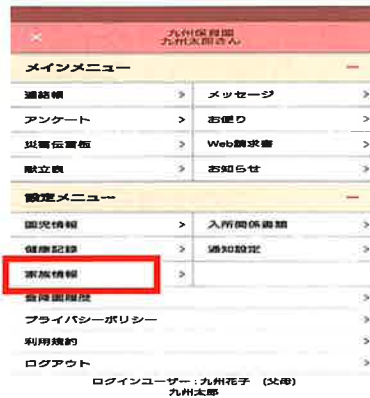 ×
九州保育園
九州太郎さん
メインメニュー −
連絡帳 > メッセージ >
アンケート > お便り >
災害伝言板 > Web請求書 >
献立表 > お知らせ >
設定メニュー −
園児情報 > 入所関係書類 >
健康記録 > 通知設定 >
家族情報 >
登降園履歴 >
プライバシーポリシー >
利用規約 >
ログアウト >
ログインユーザー：九州花子 (父母)
九州太郎